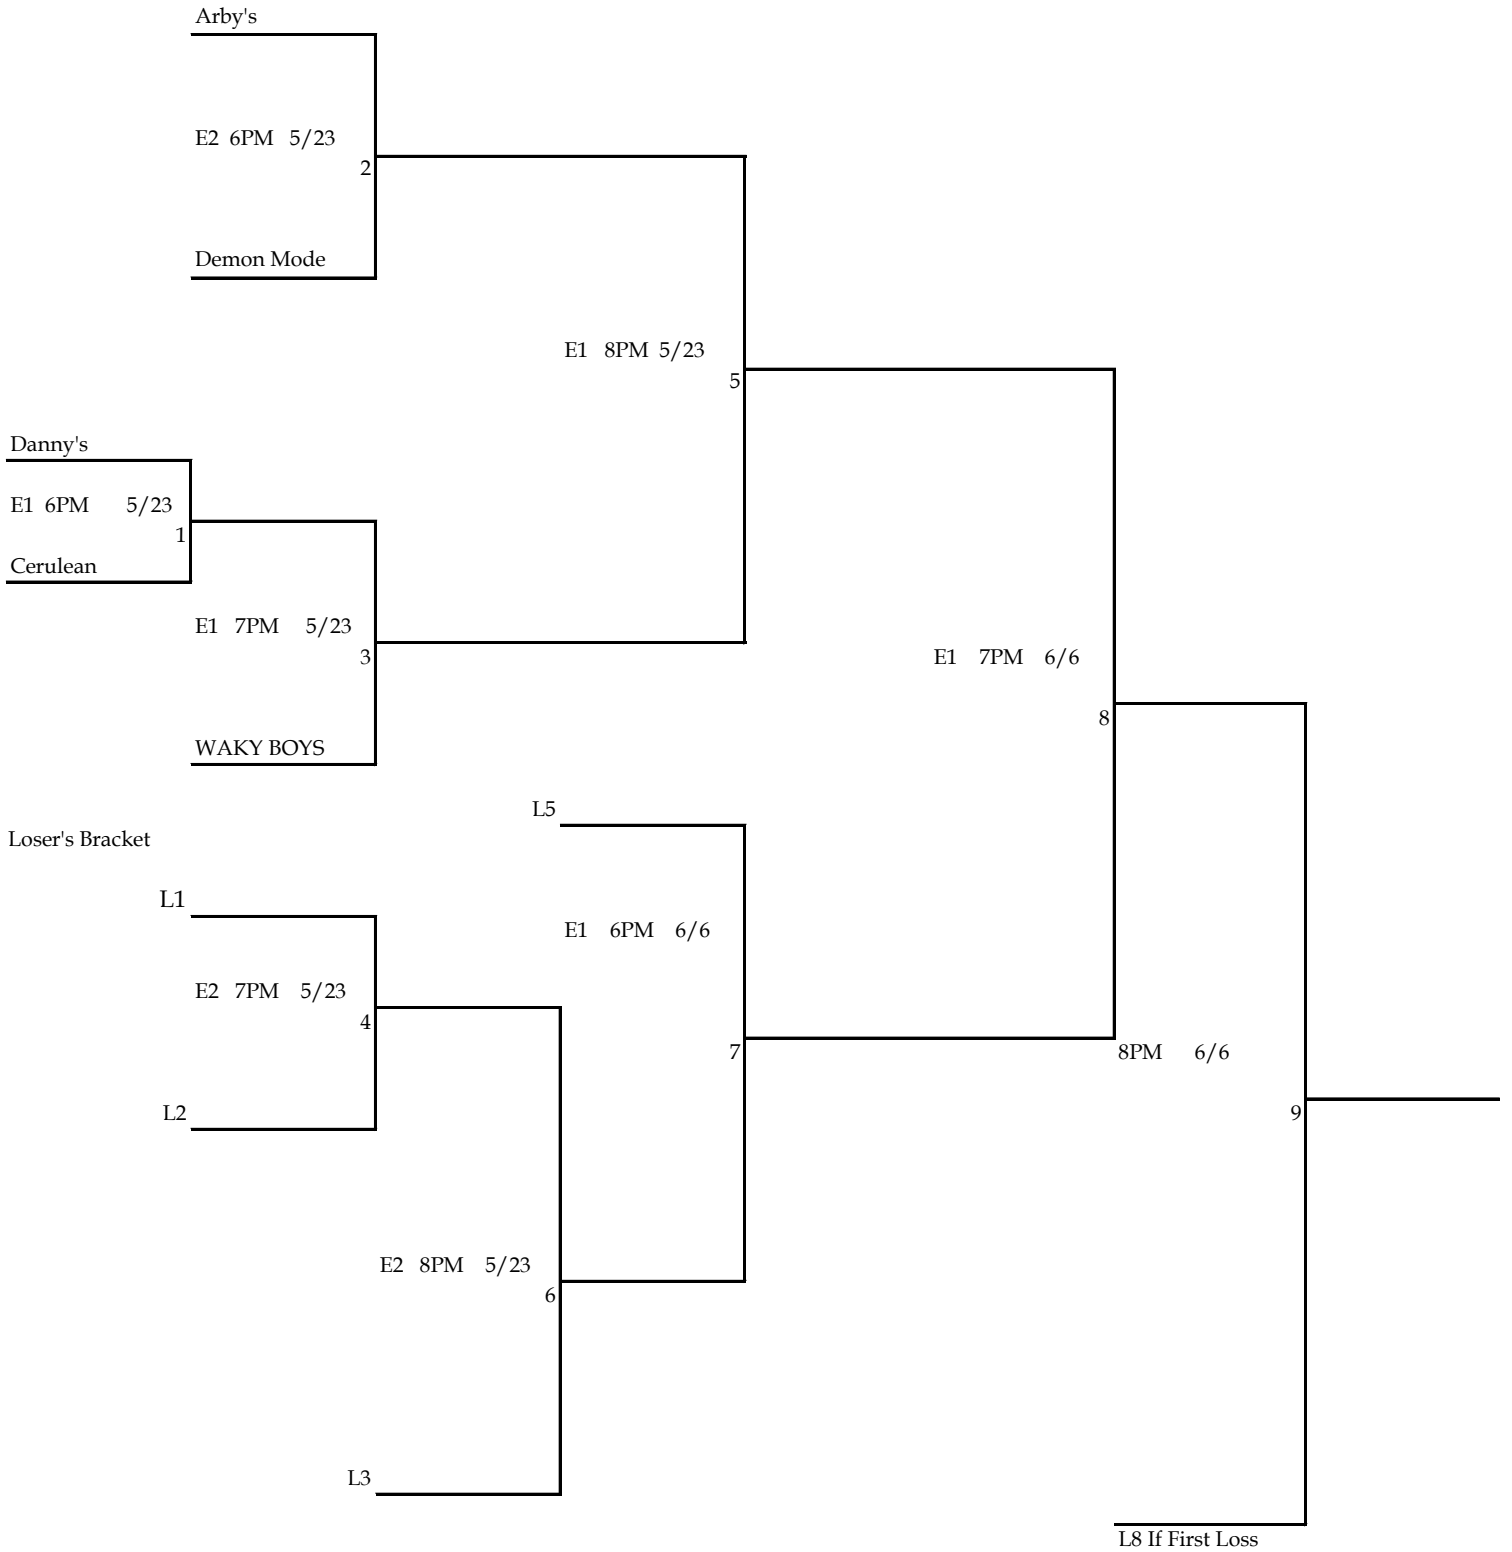 Arby's
E2 6PM 5/23
2
Demon Mode
E1 8PM 5/23
5
Danny's
E1 6PM 5/23
1
Cerulean
E1 7PM 5/23
3
E1 7PM 6/6
8
WAKY BOYS
L5
Loser's Bracket
L1
E1 6PM 6/6
E2 7PM 5/23
4
7
8PM 6/6
L2
9
E2 8PM 5/23
6
L3
L8 If First Loss